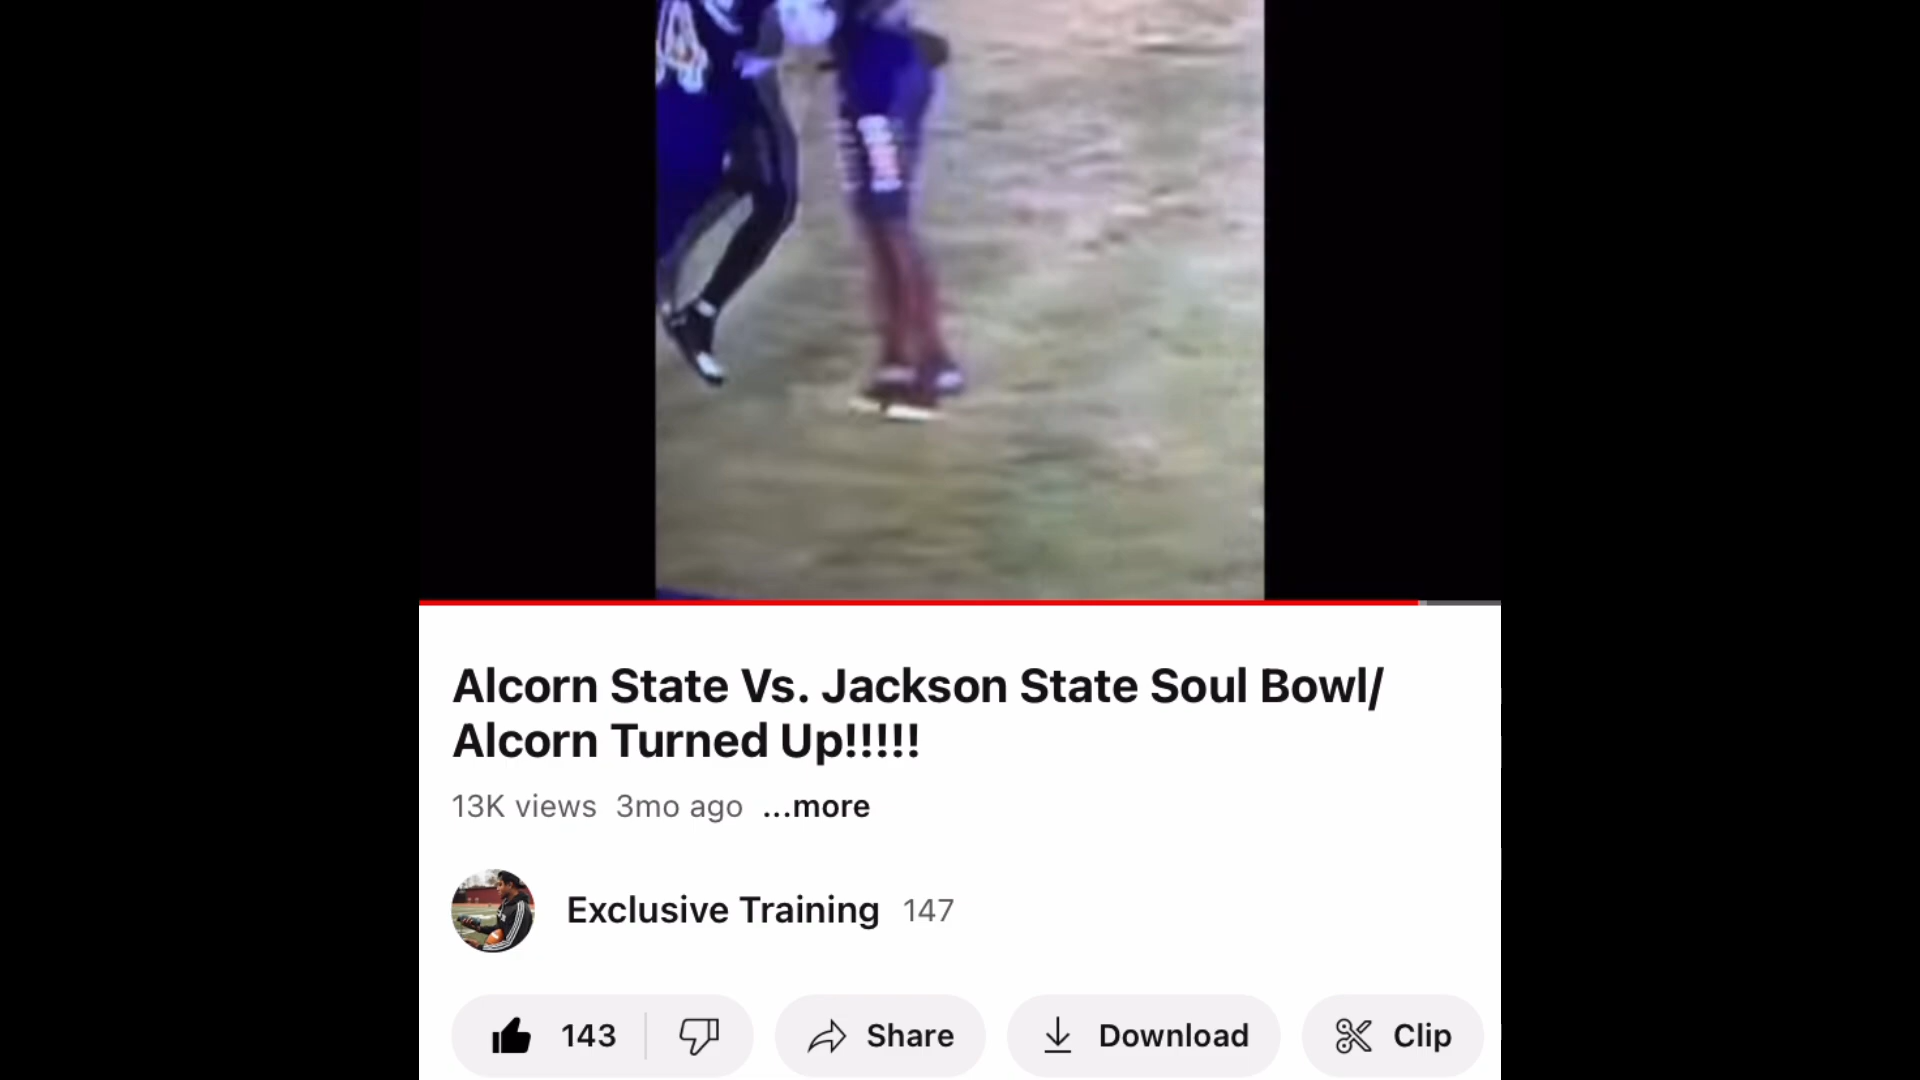 4
Alcorn State Vs. Jackson State Soul Bowl/
Alcorn Turned Up!!!!!
13K views 3mo ago ...more
Exclusive Training 147
143 Share Download Clip